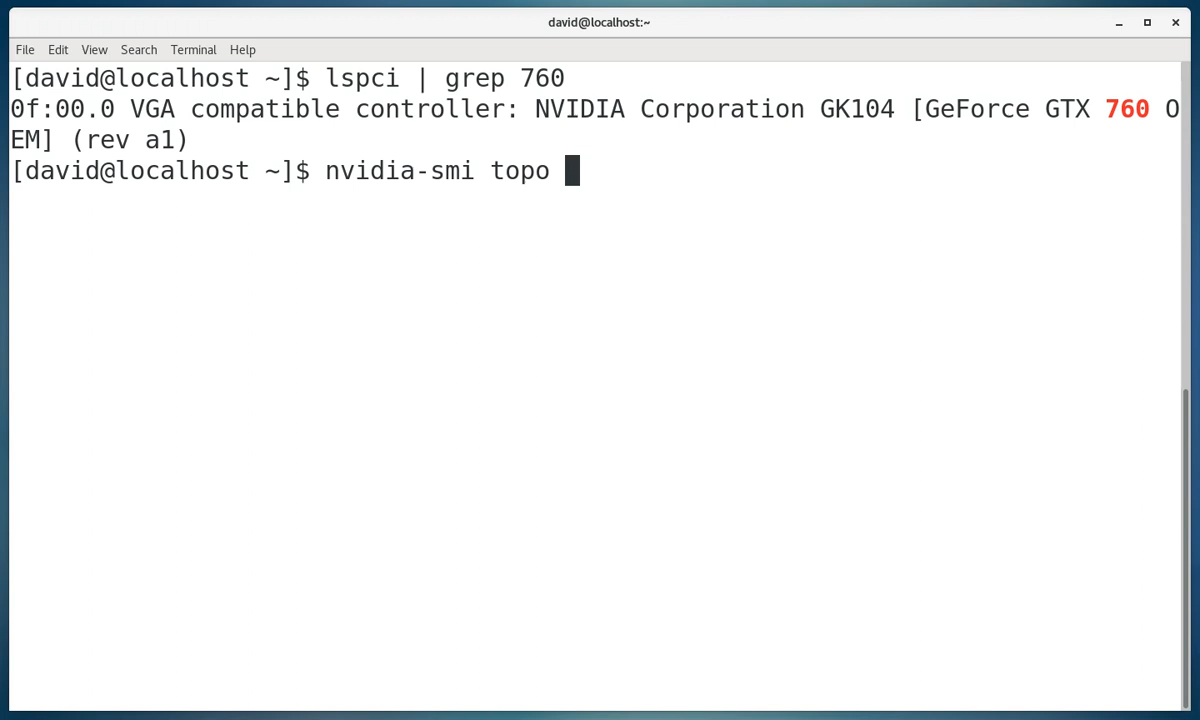 david@localhost:~
File Edit View Search Terminal Help
[david@localhost ~]$ lspci | grep 760
0f:00.0 VGA compatible controller: NVIDIA Corporation GK104 [GeForce GTX 760 O
EM] (rev a1)
[david@localhost ~]$ nvidia-smi topo